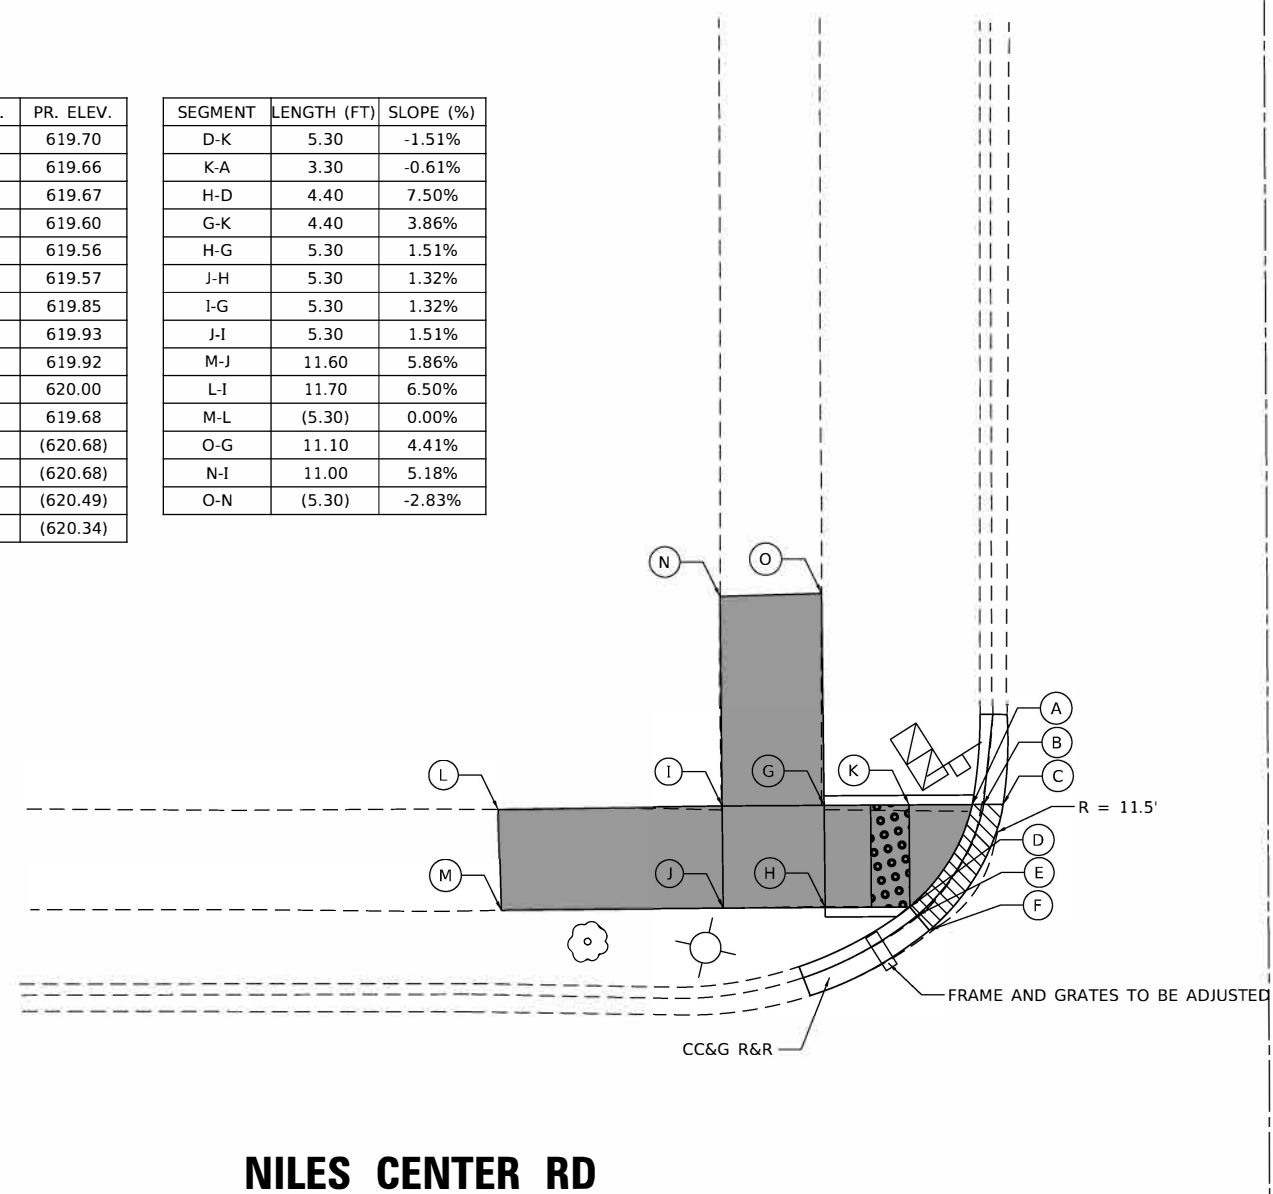 . PR. ELEV.
619.70
619.66
619.67
619.60
619.56
619.57
619.85
619.93
619.92
620.00
619.68
(620.68)
(620.68)
(620.49)
(620.34)
SEGMENT LENGTH (FT) SLOPE (%)
D-K 5.30 -1.51%
K-A 3.30 -0.61%
H-D 4.40 7.50%
G-K 4.40 3.86%
H-G 5.30 1.51%
J-H 5.30 1.32%
I-G 5.30 1.32%
J-I 5.30 1.51%
M-J 11.60 5.86%
L-I 11.70 6.50%
M-L (5.30) 0.00%
O-G 11.10 4.41%
N-I 11.00 5.18%
O-N (5.30) -2.83%
N
O
A
B
L
I
G
K
C
R = 11.5'
D
M
J
H
E
F
FRAME AND GRATES TO BE ADJUSTED
CC&G R&R
NILES CENTER RD